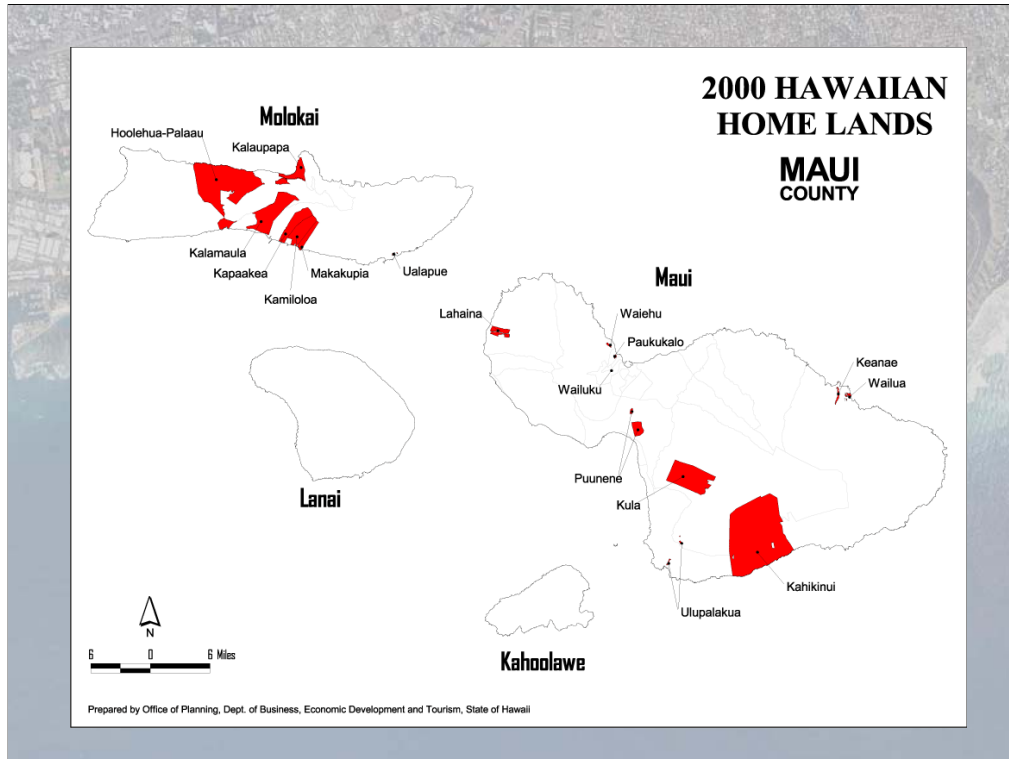 2000 HAWAIIAN
HOME LANDS
MAUI
COUNTY
Molokai
Hoolehua-Palaau
Kalaupapa
Kalamaula
Kapaakea
Makakupia
Ualapue
Kamiloloa
Maui
Lahaina
Waiehu
Paukukalo
Keanae
Wailua
Wailuku
Puunene
Kula
Lanai
Kahikinui
Ulupalakua
Kahoolawe
N
6 0 6 Miles
Prepared by Office of Planning, Dept. of Business, Economic Development and Tourism, State of Hawaii